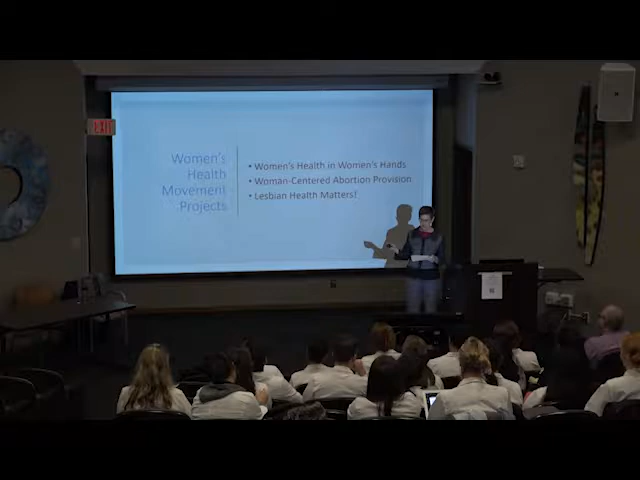 EXIT
Women's
Health
Movement
Projects
• Women's Health in Women's Hands
• Woman-Centered Abortion Provision
• Lesbian Health Matters!